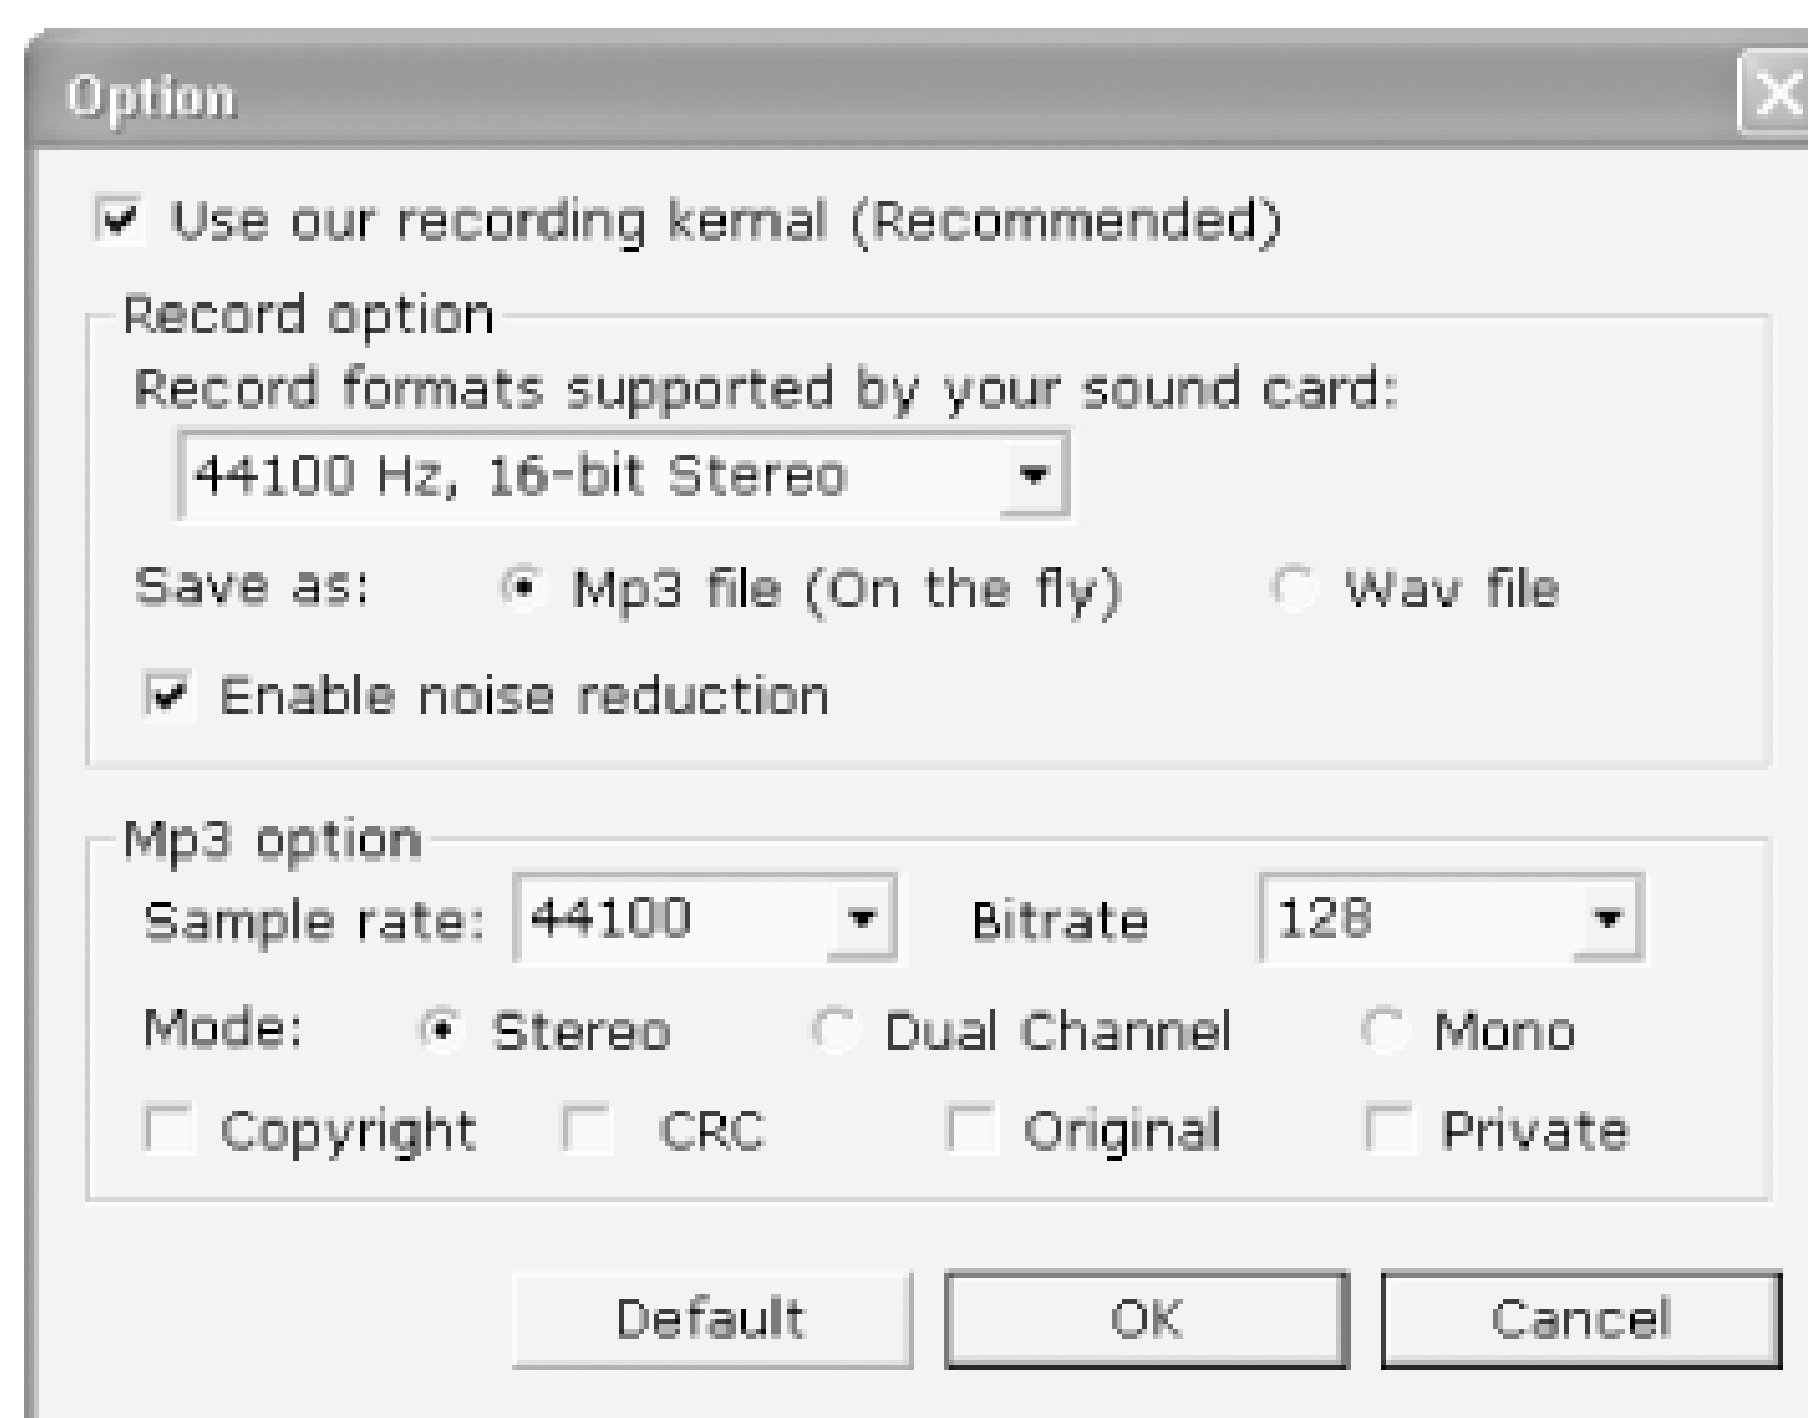 Option
Use our recording kernal (Recommended)
Record option
Record formats supported by your sound card:
44100 Hz, 16-bit Stereo
Save as: Mp3 file (On the fly) Wav file
Enable noise reduction
Mp3 option
Sample rate: 44100 Bitrate 128
Mode: Stereo Dual Channel Mono
Copyright CRC Original Private
Default OK Cancel